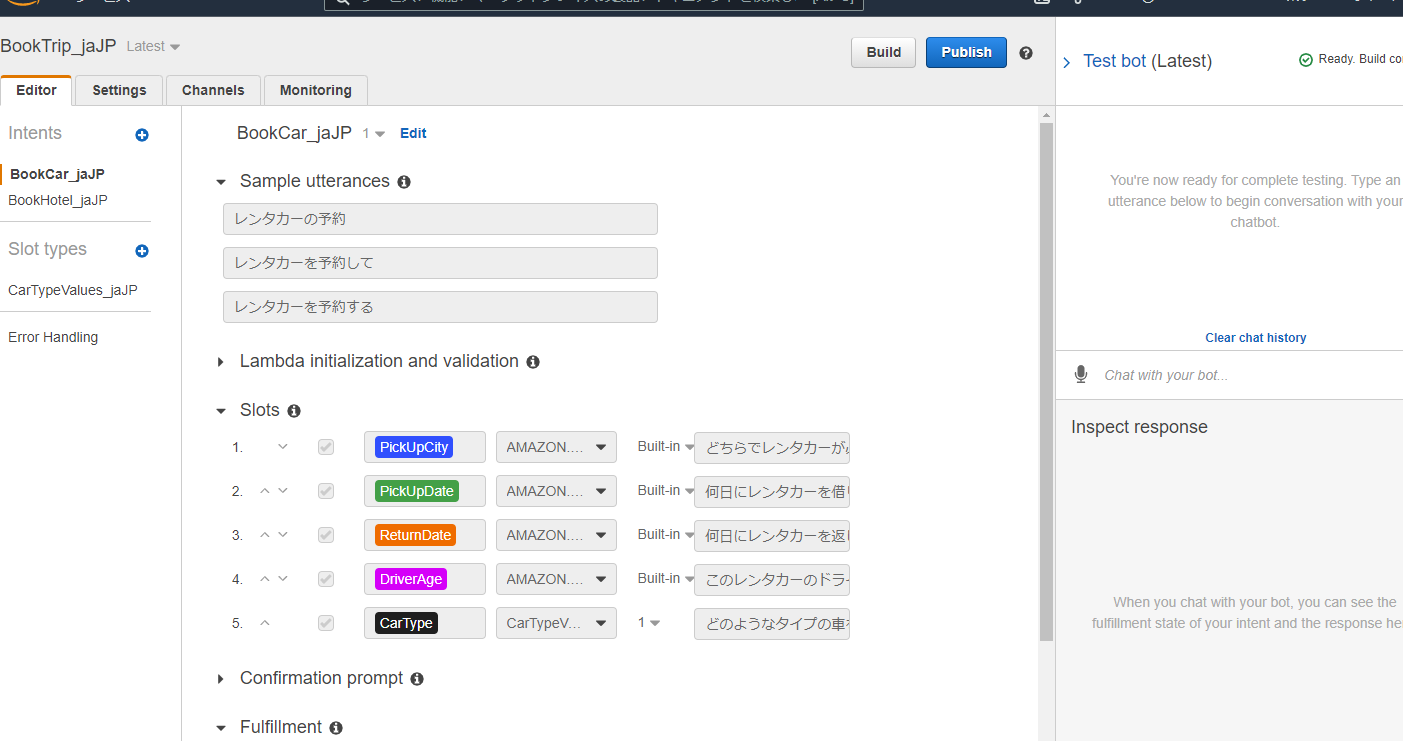 BookTrip_jaJP Latest
Build
Publish
Editor
Settings
Channels
Monitoring
Intents
BookCar_jaJP
BookHotel_jaJP
Slot types
CarTypeValues_jaJP
Error Handling
BookCar_jaJP 1 Edit
Sample utterances
レンタカーの予約
レンタカーを予約して
レンタカーを予約する
Lambda initialization and validation
Slots
1. PickUpCity AMAZON.... Built-in どちらでレンタカーが
2. PickUpDate AMAZON.... Built-in 何日にレンタカーを借
3. ReturnDate AMAZON.... Built-in 何日にレンタカーを返
4. DriverAge AMAZON.... Built-in このレンタカーのドラ
5. CarType CarTypeV... 1 どのようなタイプの車
Confirmation prompt
Fulfillment
Test bot (Latest)
Ready. Build co
You're now ready for complete testing. Type an
utterance below to begin conversation with your
chatbot.
Clear chat history
Chat with your bot...
Inspect response
When you chat with your bot, you can see the
fulfillment state of your intent and the response he